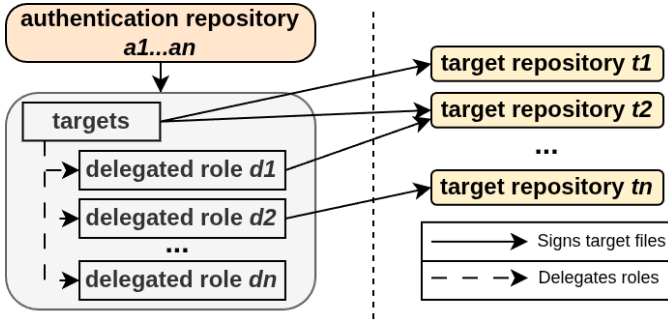 authentication repository
a1...an
targets
delegated role d1
delegated role d2
...
delegated role dn
target repository t1
target repository t2
...
target repository tn
Signs target files
Delegates roles